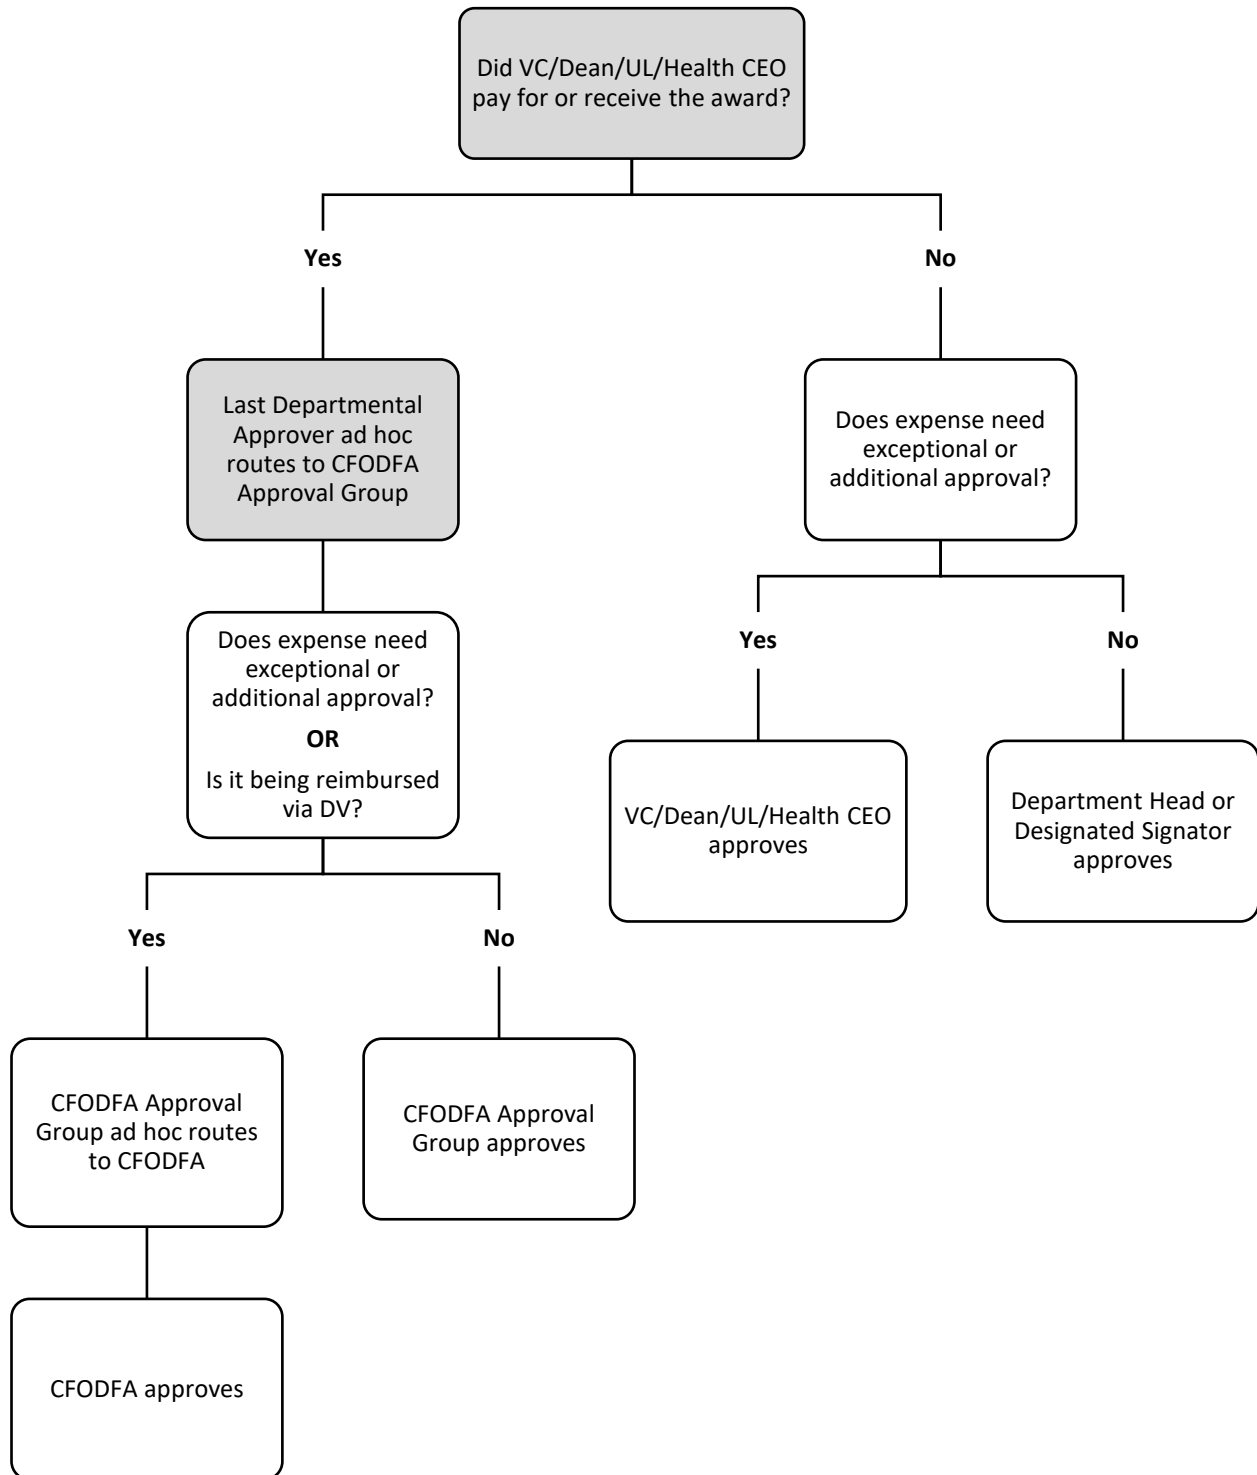 Did VC/Dean/UL/Health CEO
pay for or receive the award?
Yes
No
Last Departmental
Approver ad hoc
routes to CFODFA
Approval Group
Does expense need
exceptional or
additional approval?
Does expense need
exceptional or
additional approval?
OR
Is it being reimbursed
via DV?
Yes
No
VC/Dean/UL/Health CEO
approves
Department Head or
Designated Signator
approves
Yes
No
CFODFA Approval
Group ad hoc routes
to CFODFA
CFODFA Approval
Group approves
CFODFA approves